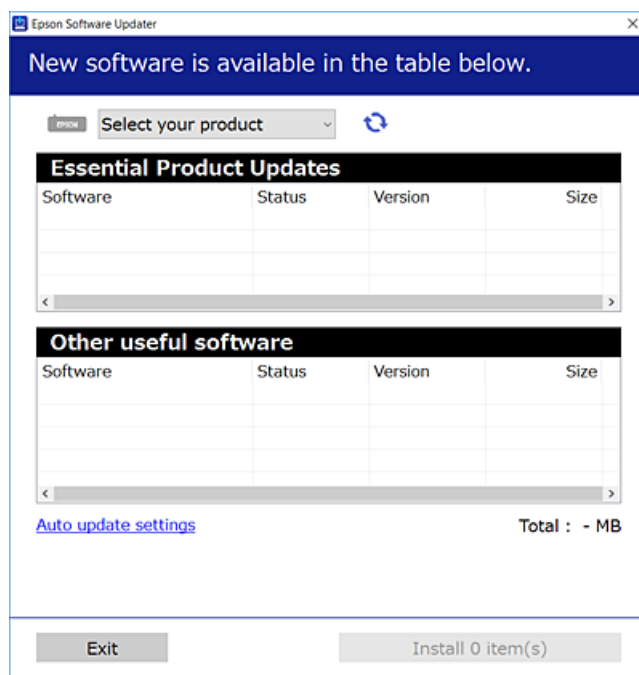 Epson Software Updater
New software is available in the table below.
EPSON Select your product
Essential Product Updates
Software Status Version Size
Other useful software
Software Status Version Size
Auto update settings Total : - MB
Exit Install 0 item(s)